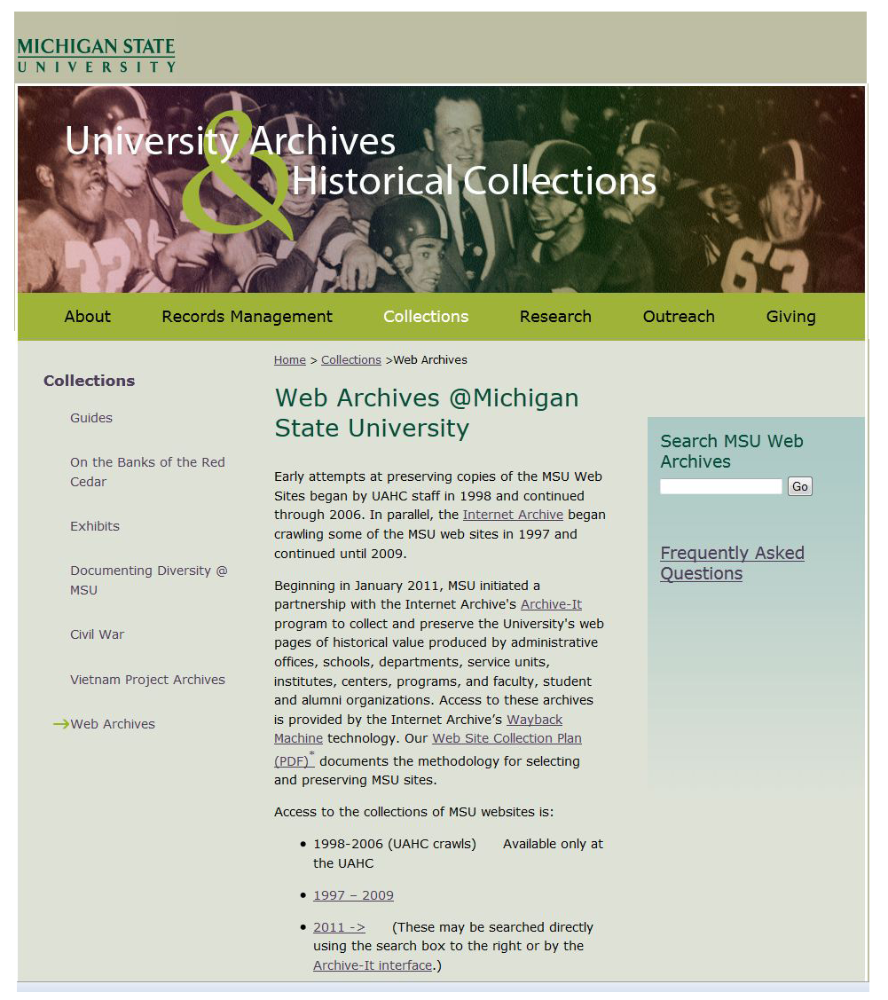 MICHIGAN STATE
UNIVERSITY
University Archives
&
Historical Collections
63
About Records Management Collections Research Outreach Giving
Collections
Guides
On the Banks of the Red
Cedar
Exhibits
Documenting Diversity @
MSU
Civil War
Vietnam Project Archives
Web Archives
Home > Collections >Web Archives
Web Archives @Michigan
State University
Early attempts at preserving copies of the MSU Web
Sites began by UAHC staff in 1998 and continued
through 2006. In parallel, the Internet Archive began
crawling some of the MSU web sites in 1997 and
continued until 2009.
Beginning in January 2011, MSU initiated a
partnership with the Internet Archive's Archive-It
program to collect and preserve the University's web
pages of historical value produced by administrative
offices, schools, departments, service units,
institutes, centers, programs, and faculty, student
and alumni organizations. Access to these archives
is provided by the Internet Archive’s Wayback
Machine technology. Our Web Site Collection Plan
(PDF)* documents the methodology for selecting
and preserving MSU sites.
Access to the collections of MSU websites is:
• 1998-2006 (UAHC crawls) Available only at
the UAHC
• 1997 – 2009
• 2011 -> (These may be searched directly
using the search box to the right or by the
Archive-It interface.)
Search MSU Web
Archives
Go
Frequently Asked
Questions